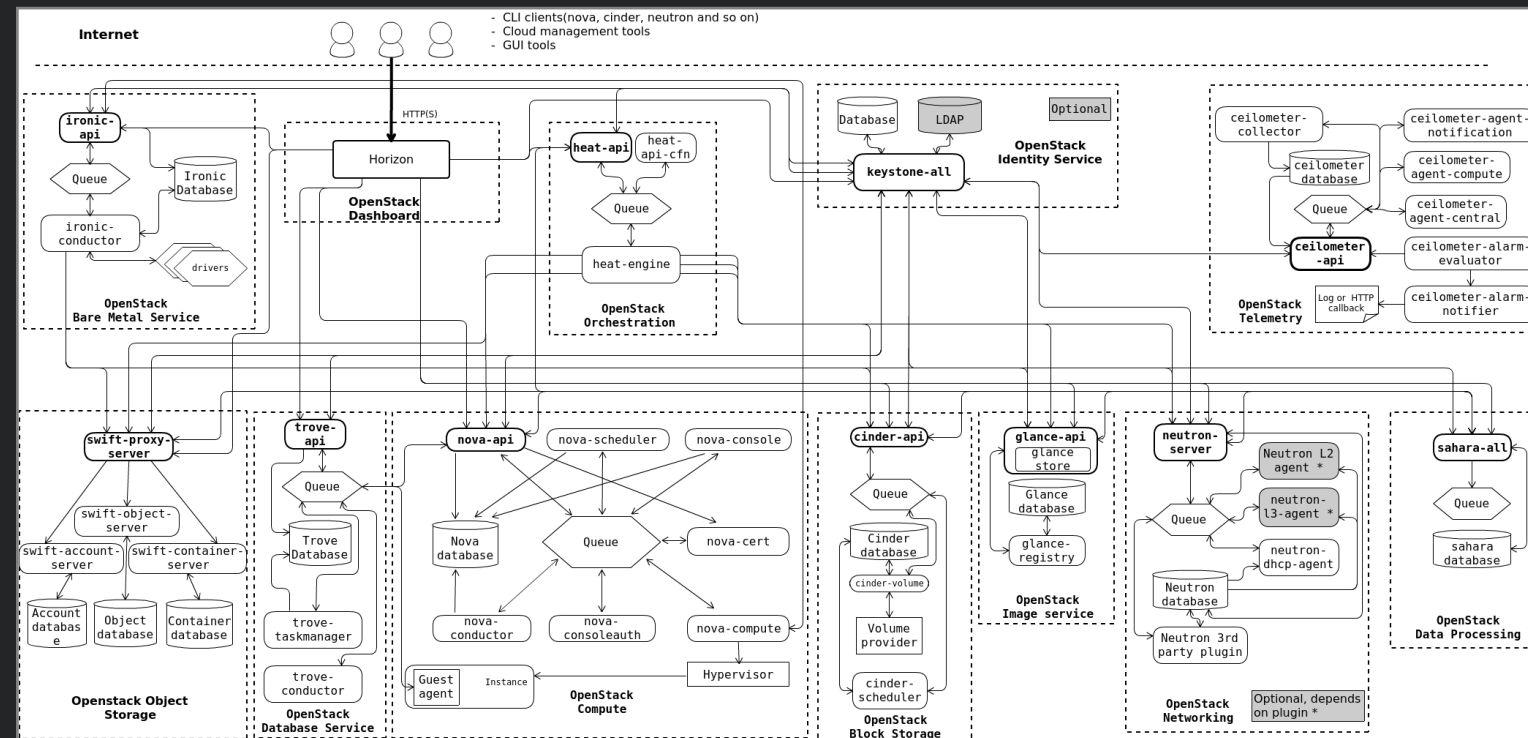 Internet
- CLI clients(nova, cinder, neutron and so on)
- Cloud management tools
- GUI tools
HTTP(S)
ironic-
api
Queue
Ironic
Database
ironic-
conductor
drivers
OpenStack
Bare Metal Service
Horizon
OpenStack
Dashboard
heat-api
heat-
api-cfn
Queue
heat-engine
OpenStack
Orchestration
Database
LDAP
Optional
keystone-all
OpenStack
Identity Service
ceilometer-
collector
ceilometer-agent-
notification
ceilometer
database
ceilometer-
agent-compute
Queue
ceilometer-
agent-central
ceilometer
-api
ceilometer-alarm-
evaluator
Log or HTTP
callback
ceilometer-alarm-
notifier
OpenStack
Telemetry
swift-proxy-
server
swift-object-
server
swift-account-
server
swift-container-
server
Account
databas
e
Object
database
Container
database
Openstack Object
Storage
trove-
api
Queue
Trove
Database
trove-
taskmanager
trove-
conductor
OpenStack
Database Service
nova-api
nova-scheduler
nova-console
Nova
database
Queue
nova-cert
nova-
conductor
nova-
consoleauth
nova-compute
Guest
agent
Instance
Hypervisor
OpenStack
Compute
cinder-api
Queue
Cinder
database
cinder-volume
Volume
provider
cinder-
scheduler
OpenStack
Block Storage
glance-api
glance
store
Glance
database
glance-
registry
OpenStack
Image service
neutron-
server
Neutron L2
agent *
Queue
neutron-
l3-agent *
neutron-
dhcp-agent
Neutron
database
Neutron 3rd
party plugin
OpenStack
Networking
Optional, depends
on plugin *
sahara-all
Queue
sahara
database
OpenStack
Data Processing